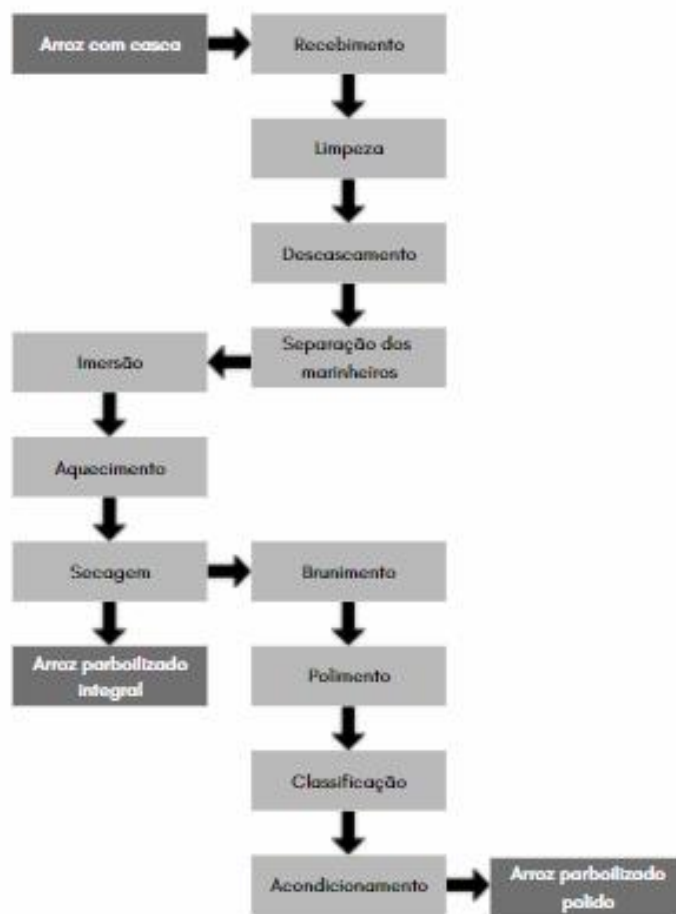 Arroz com casca
Recebimento
Limpeza
Descascamento
Separação dos
marinheiros
Imersão
Aquecimento
Secagem
Brunimento
Arroz parboilizado
integral
Polimento
Classificação
Acondicionamento
Arroz parboilizado
polido